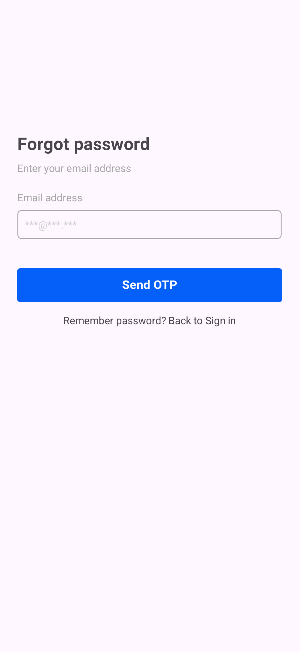 Forgot password
Enter your email address
Email address
***@*** ***
Send OTP
Remember password? Back to Sign in